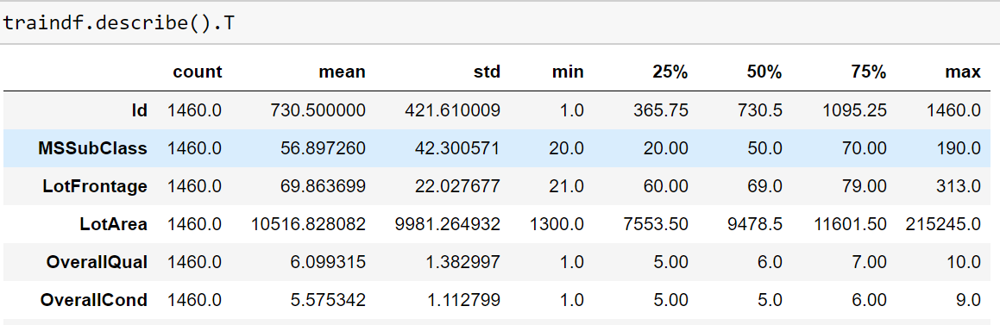 traindf.describe().T
count mean std min 25% 50% 75% max
Id 1460.0 730.500000 421.610009 1.0 365.75 730.5 1095.25 1460.0
MSSubClass 1460.0 56.897260 42.300571 20.0 20.00 50.0 70.00 190.0
LotFrontage 1460.0 69.863699 22.027677 21.0 60.00 69.0 79.00 313.0
LotArea 1460.0 10516.828082 9981.264932 1300.0 7553.50 9478.5 11601.50 215245.0
OverallQual 1460.0 6.099315 1.382997 1.0 5.00 6.0 7.00 10.0
OverallCond 1460.0 5.575342 1.112799 1.0 5.00 5.0 6.00 9.0